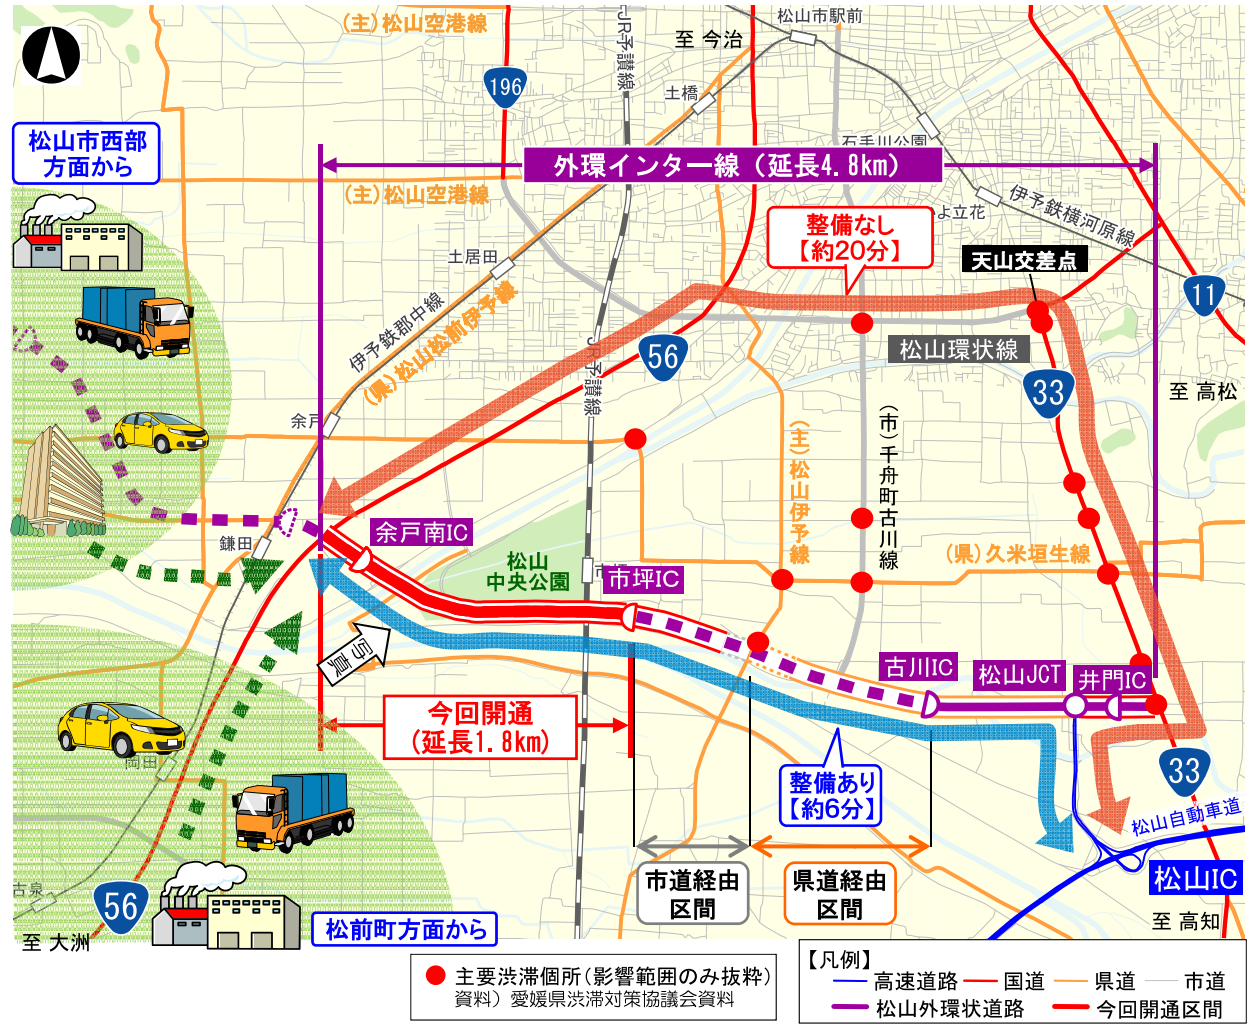 (主)松山空港線
至 今治
松山市駅前
JR予讃線
196
土橋
松山市西部
方面から
石手川公園
外環インター線（延長4.8km）
(主)松山空港線
伊予鉄横河原線
よ立花
整備なし
【約20分】
土居田
天山交差点
11
伊予鉄郡中線
(県)松山松前伊予線
56
松山環状線
JR予讃線
33
至 高松
余戸
(主)松山伊予線
(市)千舟町古川線
余戸南IC
鎌田
松山
中央公園
市坪IC
(県)久米垣生線
写真
古川IC
松山JCT
井門IC
今回開通
(延長1.8km)
岡田
整備あり
【約6分】
33
松山自動車道
市道経由
区間
県道経由
区間
松山IC
古泉
56
松前町方面から
至 高知
至 大洲
主要渋滞個所(影響範囲のみ抜粋)
資料）愛媛県渋滞対策協議会資料
【凡例】
高速道路
国道
県道
市道
松山外環状道路
今回開通区間